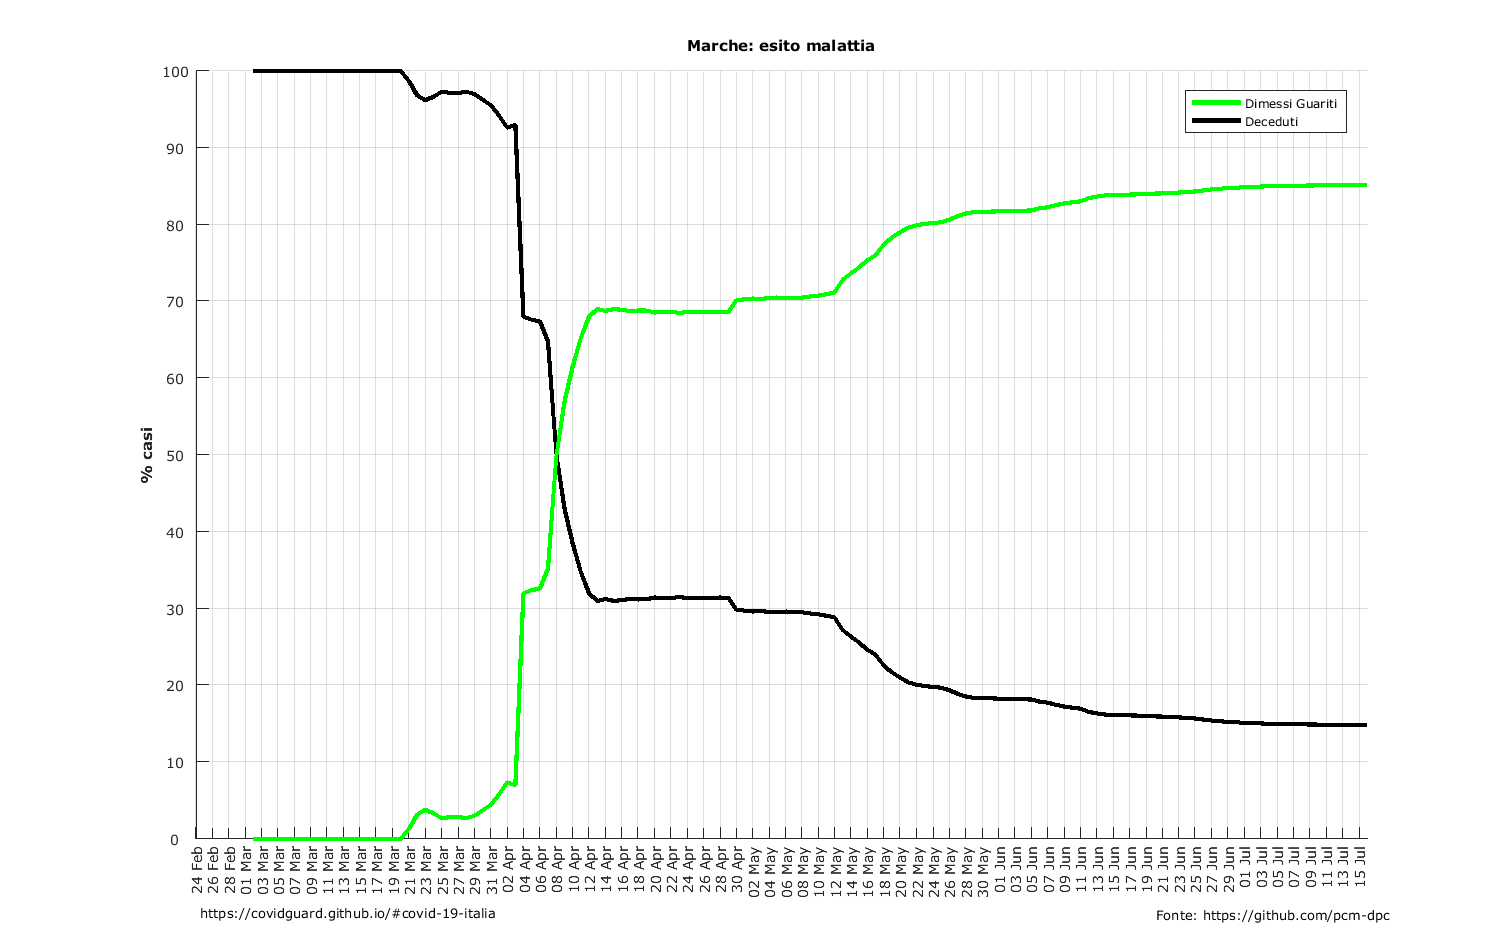 Marche: esito malattia
Dimessi Guariti
Deceduti
% casi
100
90
80
70
60
50
40
30
20
10
0
24 Feb
26 Feb
28 Feb
01 Mar
03 Mar
05 Mar
07 Mar
09 Mar
11 Mar
13 Mar
15 Mar
17 Mar
19 Mar
21 Mar
23 Mar
25 Mar
27 Mar
29 Mar
31 Mar
02 Apr
04 Apr
06 Apr
08 Apr
10 Apr
12 Apr
14 Apr
16 Apr
18 Apr
20 Apr
22 Apr
24 Apr
26 Apr
28 Apr
30 Apr
02 May
04 May
06 May
08 May
10 May
12 May
14 May
16 May
18 May
20 May
22 May
24 May
26 May
28 May
30 May
01 Jun
03 Jun
05 Jun
07 Jun
09 Jun
11 Jun
13 Jun
15 Jun
17 Jun
19 Jun
21 Jun
23 Jun
25 Jun
27 Jun
29 Jun
01 Jul
03 Jul
05 Jul
07 Jul
09 Jul
11 Jul
13 Jul
15 Jul
https://covidguard.github.io/#covid-19-italia
Fonte: https://github.com/pcm-dpc